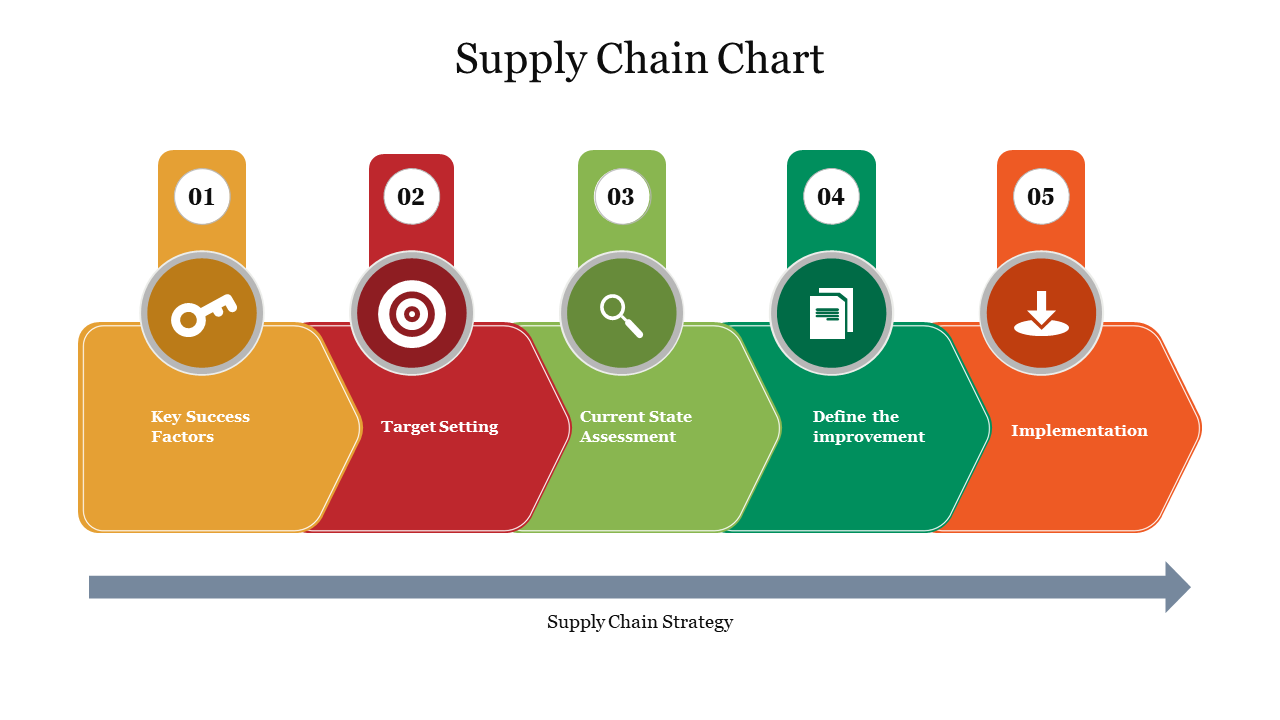 Supply Chain Chart
01
02
03
04
05
Key Success
Factors
Target Setting
Current State
Assessment
Define the
improvement
Implementation
Supply Chain Strategy